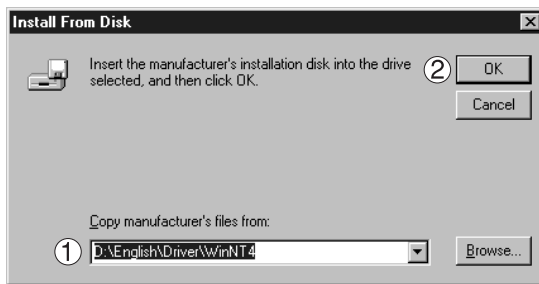 Install From Disk
Insert the manufacturer's installation disk into the drive
selected, and then click OK.
2
OK
Cancel
Copy manufacturer's files from:
1
D:\English\Driver\WinNT4
Browse...